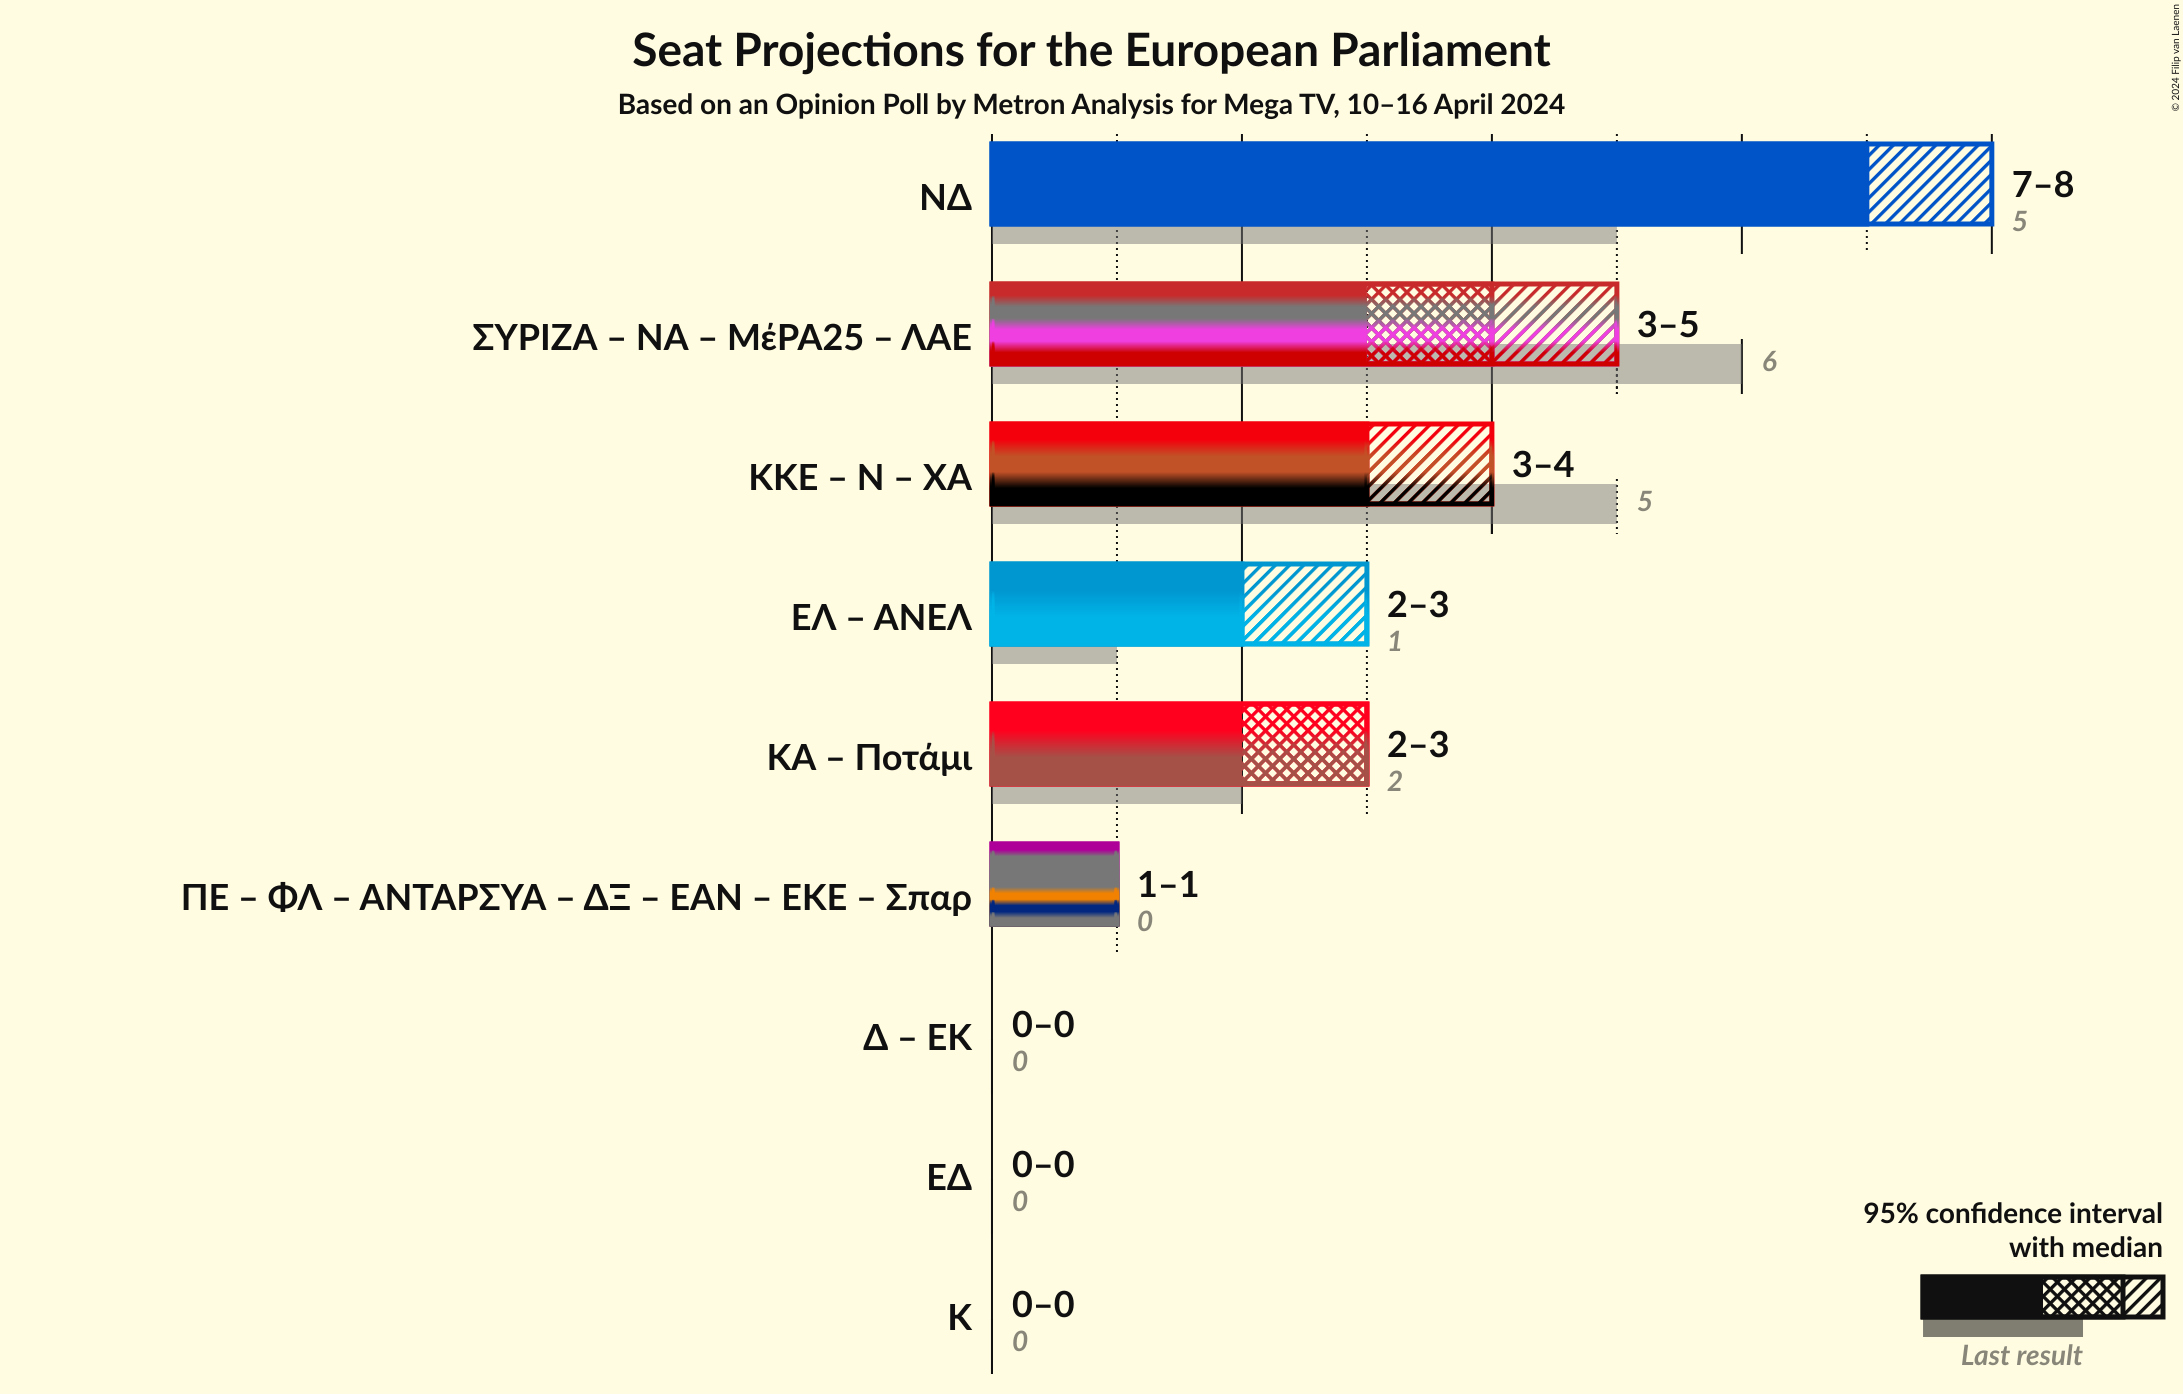 Seat Projections for the European Parliament
Based on an Opinion Poll by Metron Analysis for Mega TV, 10–16 April 2024
© 2024 Filip van Laenen
ΝΔ
7–8
5
ΣΥΡΙΖΑ – ΝΑ – ΜέΡΑ25 – ΛΑΕ
3–5
6
ΚΚΕ – Ν – ΧΑ
3–4
5
ΕΛ – ΑΝΕΛ
2–3
1
ΚΑ – Ποτάμι
2–3
2
ΠΕ – ΦΛ – ΑΝΤΑΡΣΥΑ – ΔΞ – ΕΑΝ – ΕΚΕ – Σπαρ
1–1
0
Δ – ΕΚ
0–0
0
ΕΔ
0–0
0
Κ
0–0
0
95% confidence interval
with median
Last result